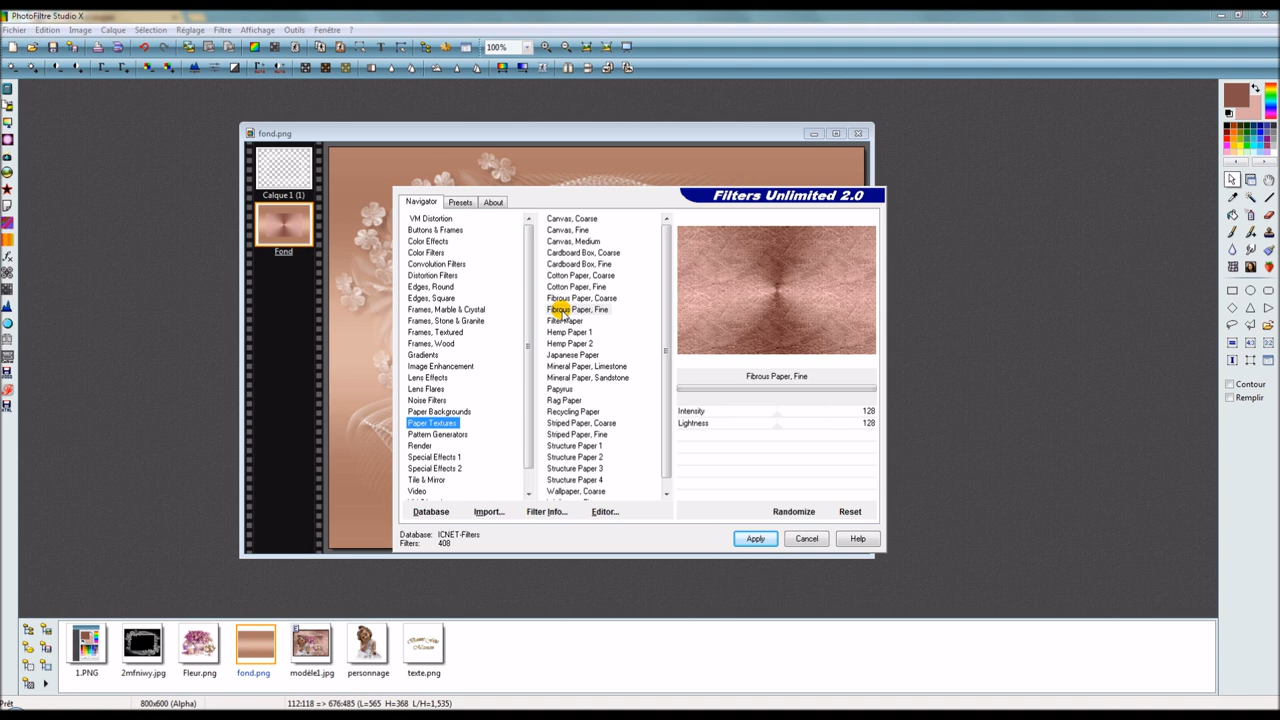 PhotoFiltre Studio X
Fichier Edition Image Calque Sélection Réglage Filtre Affichage Outils Fenêtre ?
100%
fond.png
Calque 1 (1)
Fond
Filters Unlimited 2.0
Navigator Presets About
VM Distortion
Buttons & Frames
Color Effects
Color Filters
Convolution Filters
Distortion Filters
Edges, Round
Edges, Square
Frames, Marble & Crystal
Frames, Stone & Granite
Frames, Textured
Frames, Wood
Gradients
Image Enhancement
Lens Effects
Lens Flares
Noise Filters
Paper Backgrounds
Paper Textures
Pattern Generators
Render
Special Effects 1
Special Effects 2
Tile & Mirror
Video
Canvas, Coarse
Canvas, Fine
Canvas, Medium
Cardboard Box, Coarse
Cardboard Box, Fine
Cotton Paper, Coarse
Cotton Paper, Fine
Fibrous Paper, Coarse
Fibrous Paper, Fine
Filter Paper
Hemp Paper 1
Hemp Paper 2
Japanese Paper
Mineral Paper, Limestone
Mineral Paper, Sandstone
Papyrus
Rag Paper
Recycling Paper
Striped Paper, Coarse
Striped Paper, Fine
Structure Paper 1
Structure Paper 2
Structure Paper 3
Structure Paper 4
Wallpaper, Coarse
Fibrous Paper, Fine
Intensity 128
Lightness 128
Database Import... Filter Info... Editor... Randomize Reset
Database: ICNET-Filters
Filters: 408
Apply Cancel Help
Contour
Remplir
1.PNG 2mfniwy.jpg Fleur.png fond.png modèle1.jpg personnage texte.png
Prêt 800x600 (Alpha) 112:118 => 676:485 (L=565 H=368 L/H=1,535)